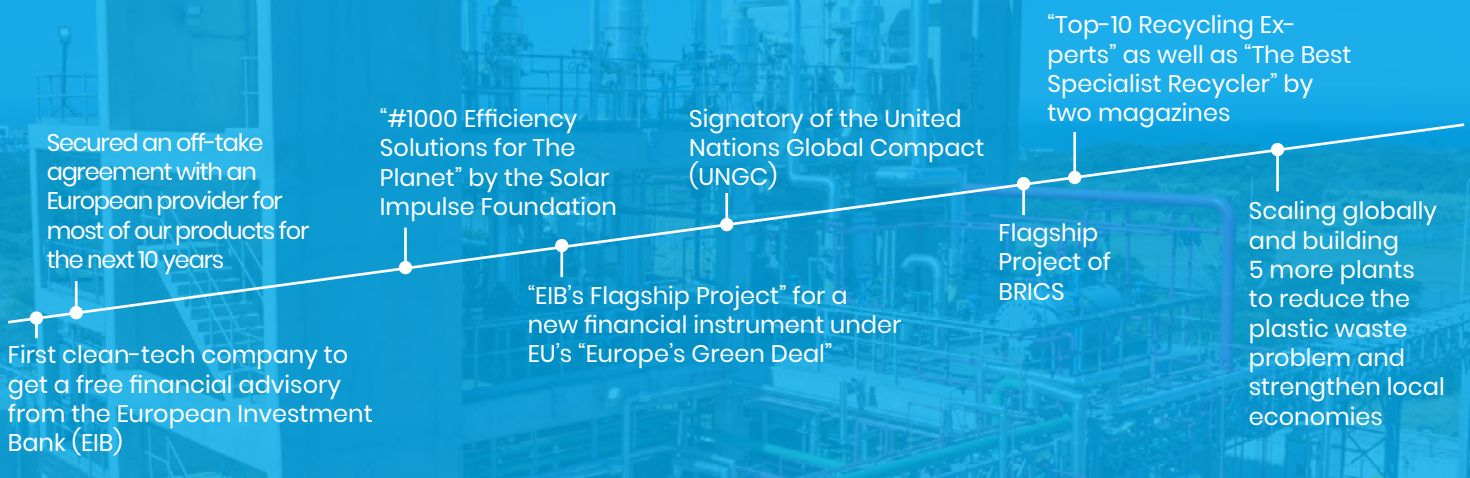 First clean-tech company to
get a free financial advisory
from the European Investment
Bank (EIB)
Secured an off-take
agreement with an
European provider for
most of our products for
the next 10 years
“#1000 Efficiency
Solutions for The
Planet” by the Solar
Impulse Foundation
“EIB’s Flagship Project” for a
new financial instrument under
EU’s “Europe’s Green Deal”
Signatory of the United
Nations Global Compact
(UNGC)
Flagship
Project of
BRICS
“Top-10 Recycling Ex-
perts” as well as “The Best
Specialist Recycler” by
two magazines
Scaling globally
and building
5 more plants
to reduce the
plastic waste
problem and
strengthen local
economies